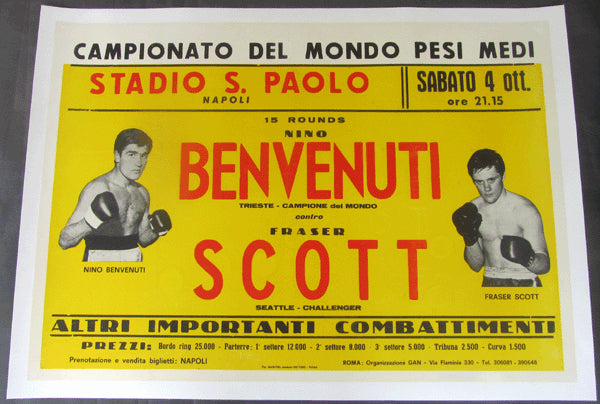 CAMPIONATO DEL MONDO PESI MEDI
STADIO S. PAOLO
NAPOLI
SABATO 4 ott.
ore 21.15
15 ROUNDS
NINO
BENVENUTI
TRIESTE - CAMPIONE del MONDO
contro
FRASER
SCOTT
SEATTLE - CHALLENGER
NINO BENVENUTI
FRASER SCOTT
ALTRI IMPORTANTI COMBATTIMENTI
PREZZI: Bordo ring 25.000 - Parterre: 1° settore 12.000 - 2° settore 8.000 - 3° settore 5.000 - Tribuna 2.500 - Curva 1.500
Prenotazione e vendita biglietti: NAPOLI
ROMA: Organizzazione GAN - Via Flaminia 330 - Tel. 306081 - 390648